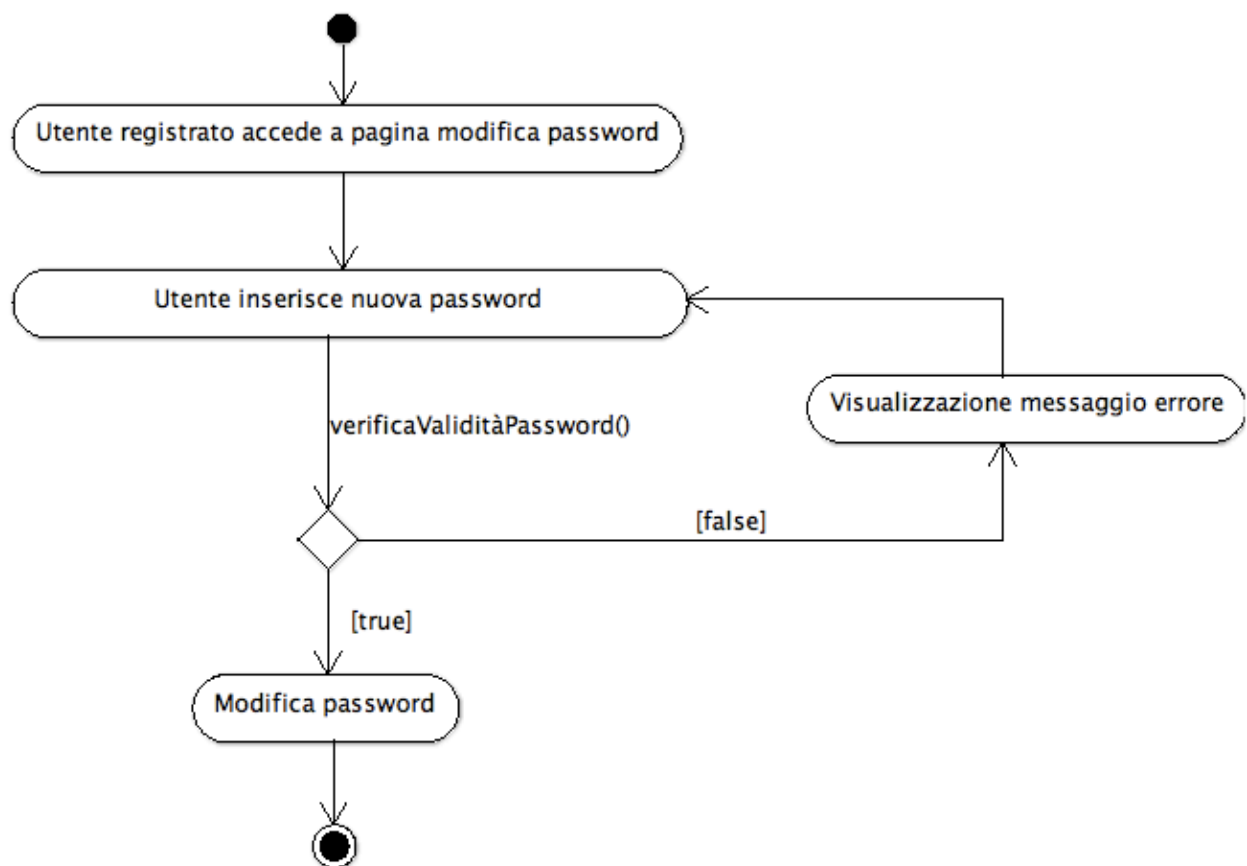 Utente registrato accede a pagina modifica password
Utente inserisce nuova password
Visualizzazione messaggio errore
verificaValiditàPassword()
[false]
[true]
Modifica password